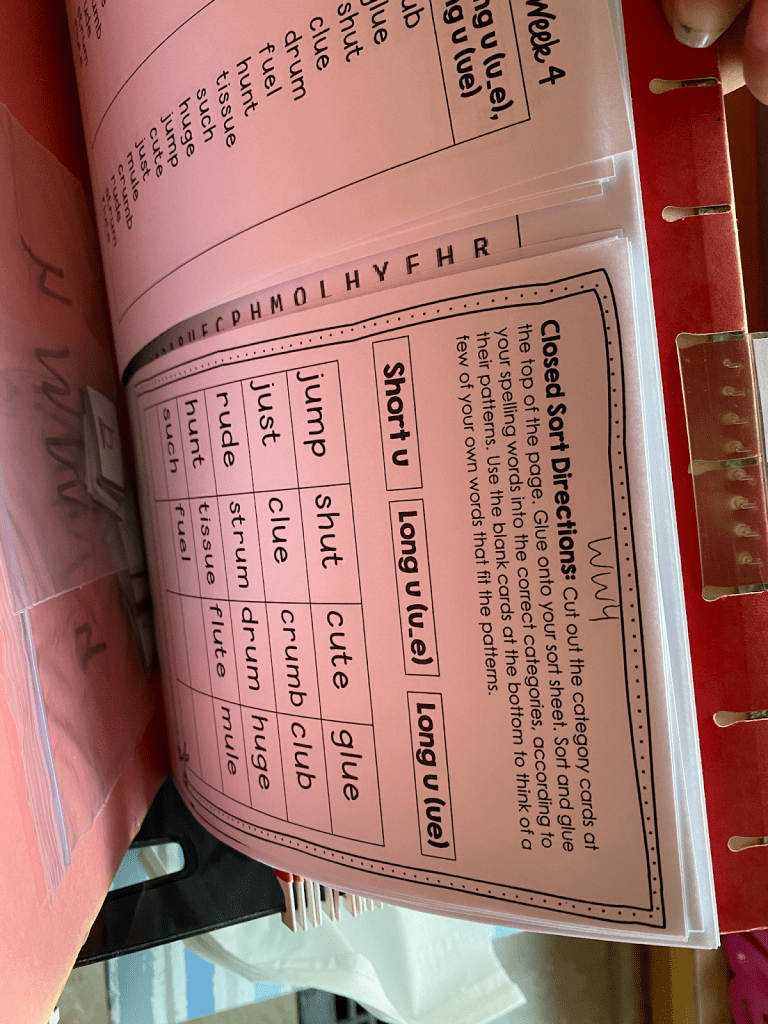 Week 4
ng u (u_e),
ng u (ue)
ub
lue
shut
clue
drum
fuel
hunt
tissue
such
huge
jump
cute
just
mule
crumb
rude
strum
R
H
F
Y
H
L
O
M
H
P
C
WW4
Closed Sort Directions: Cut out the category cards at
the top of the page. Glue onto your sort sheet. Sort and glue
your spelling words into the correct categories, according to
their patterns. Use the blank cards at the bottom to think of a
few of your own words that fit the patterns.
Short u Long u (u_e) Long u (ue)
jump shut cute glue
just clue crumb club
rude strum drum huge
hunt tissue flute mule
such fuel